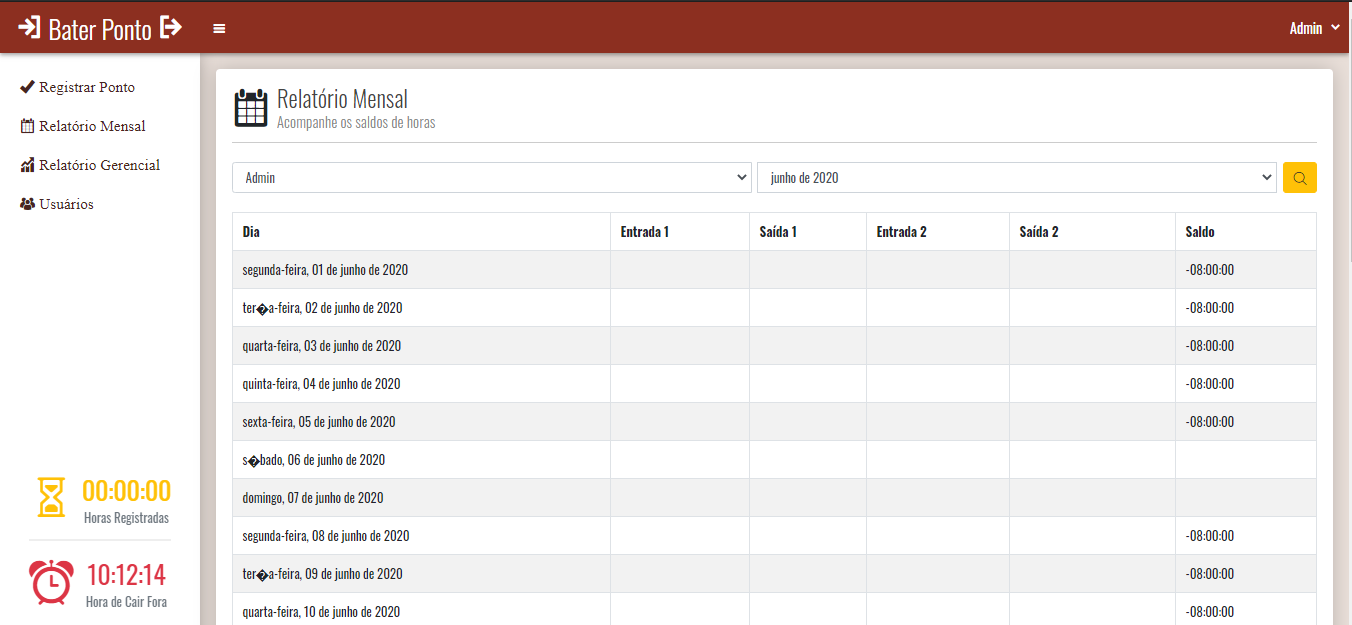 Bater Ponto
Admin
Registrar Ponto
Relatório Mensal
Relatório Gerencial
Usuários
00:00:00
Horas Registradas
10:12:14
Hora de Cair Fora
Relatório Mensal
Acompanhe os saldos de horas
Admin junho de 2020
Dia Entrada 1 Saída 1 Entrada 2 Saída 2 Saldo
segunda-feira, 01 de junho de 2020 -08:00:00
ter�a-feira, 02 de junho de 2020 -08:00:00
quarta-feira, 03 de junho de 2020 -08:00:00
quinta-feira, 04 de junho de 2020 -08:00:00
sexta-feira, 05 de junho de 2020 -08:00:00
s�bado, 06 de junho de 2020
domingo, 07 de junho de 2020
segunda-feira, 08 de junho de 2020 -08:00:00
ter�a-feira, 09 de junho de 2020 -08:00:00
quarta-feira, 10 de junho de 2020 -08:00:00